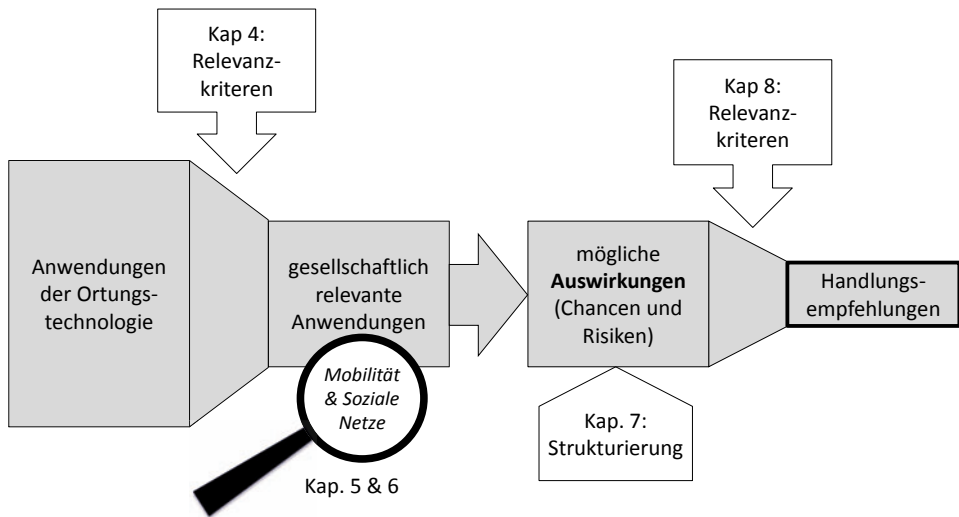 Kap 4:
Relevanz-
kriteren
Kap 8:
Relevanz-
kriteren
Anwendungen
der Ortungs-
technologie
gesellschaftlich
relevante
Anwendungen
mögliche
Auswirkungen
(Chancen und
Risiken)
Handlungs-
empfehlungen
Mobilität
& Soziale
Netze
Kap. 5 & 6
Kap. 7:
Strukturierung